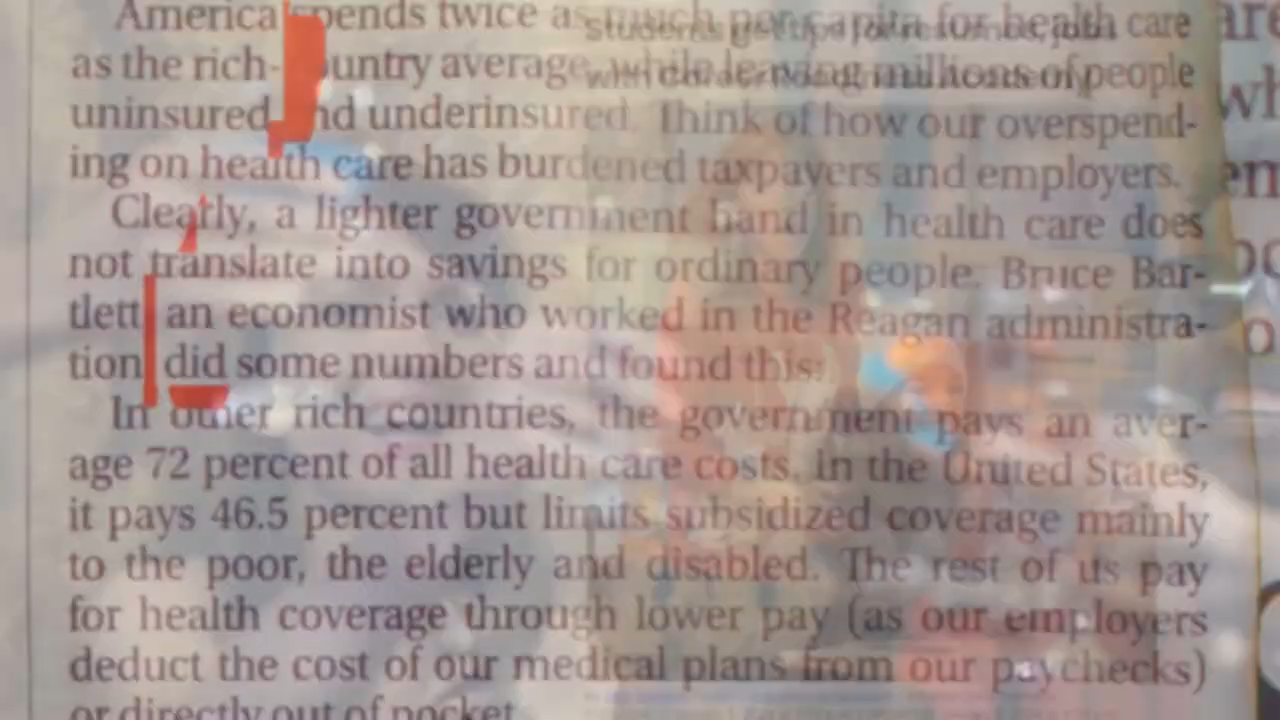 America spends twice as much per capita for health care
as the rich-country average, while leaving millions of people
uninsured and underinsured. Think of how our overspend-
ing on health care has burdened taxpayers and employers.
Clearly, a lighter government hand in health care does
not translate into savings for ordinary people. Bruce Bar-
tlett, an economist who worked in the Reagan administra-
tion, did some numbers and found this:
In other rich countries, the government pays an aver-
age 72 percent of all health care costs. In the United States,
it pays 46.5 percent but limits subsidized coverage mainly
to the poor, the elderly and disabled. The rest of us pay
for health coverage through lower pay (as our employers
deduct the cost of our medical plans from our paychecks)
or directly out of pocket